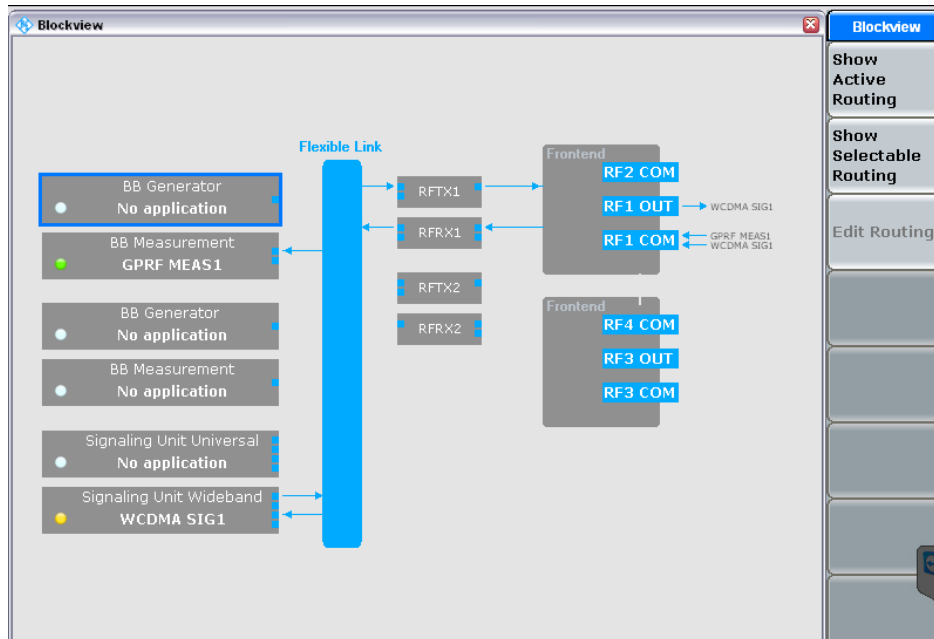 Blockview
Blockview
Show
Active
Routing
Show
Selectable
Routing
Edit Routing
Flexible Link
BB Generator
No application
BB Measurement
GPRF MEAS1
BB Generator
No application
BB Measurement
No application
Signaling Unit Universal
No application
Signaling Unit Wideband
WCDMA SIG1
RFTX1
RFRX1
RFTX2
RFRX2
Frontend
RF2 COM
RF1 OUT
WCDMA SIG1
RF1 COM
GPRF MEAS1
WCDMA SIG1
Frontend
RF4 COM
RF3 OUT
RF3 COM